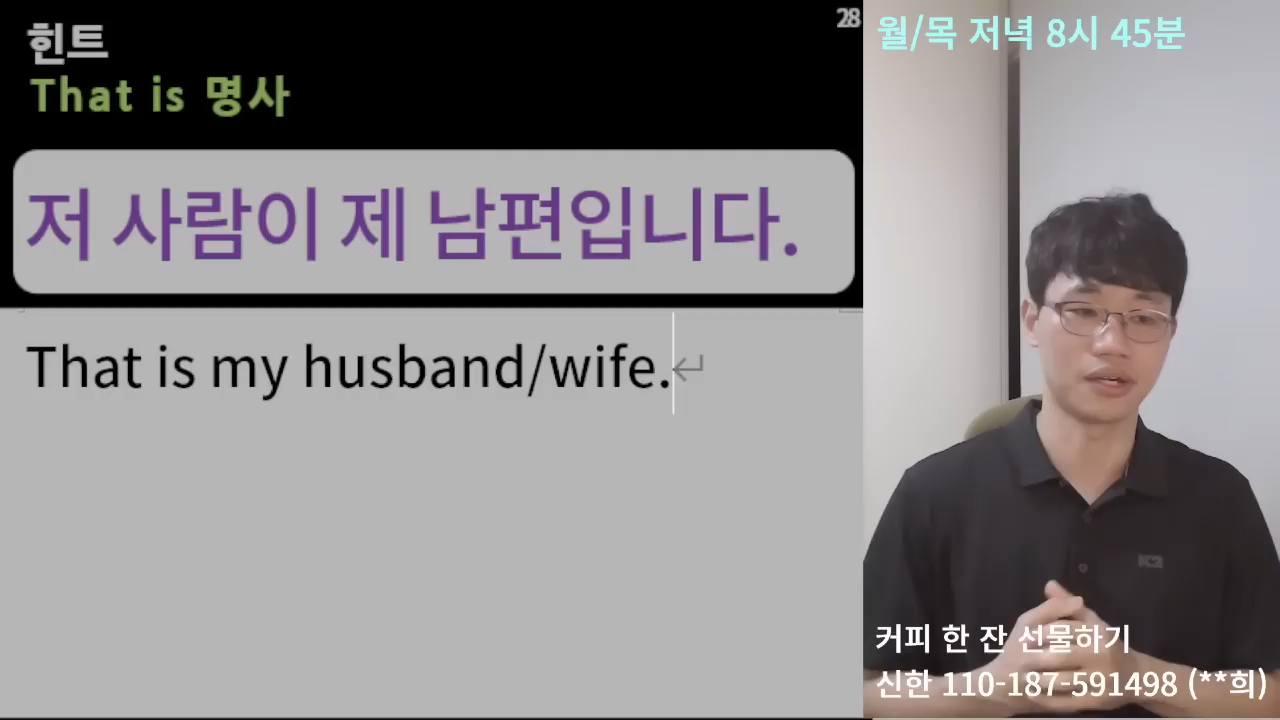 힌트
28
That is 명사
저 사람이 제 남편입니다.
That is my husband/wife.↵
월/목 저녁 8시 45분
K2
커피 한 잔 선물하기
신한 110-187-591498 (**희)